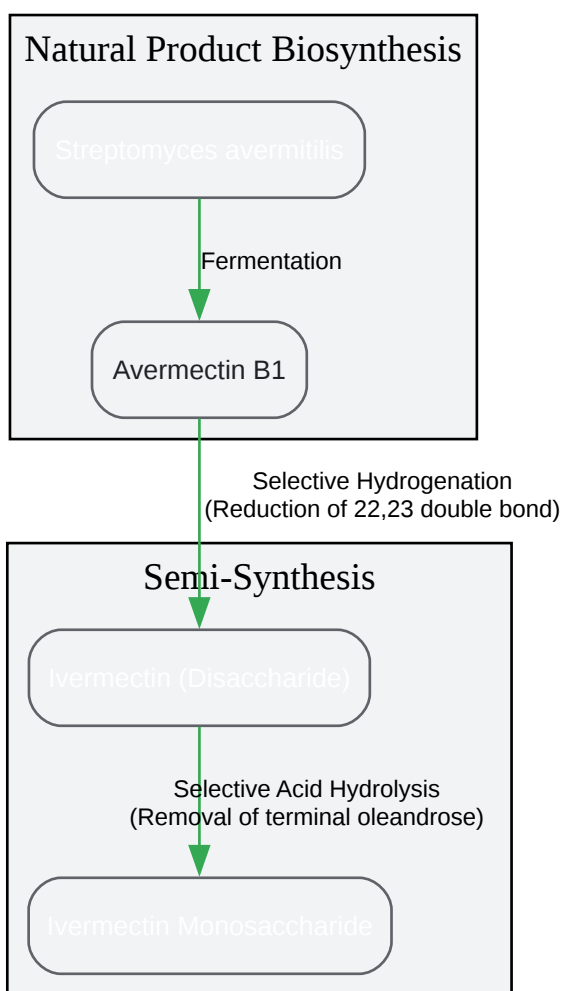 Natural Product Biosynthesis
Streptomyces avermitilis
Fermentation
Avermectin B1
Selective Hydrogenation
(Reduction of 22,23 double bond)
Semi-Synthesis
Ivermectin (Disaccharide)
Selective Acid Hydrolysis
(Removal of terminal oleandrose)
Ivermectin Monosaccharide